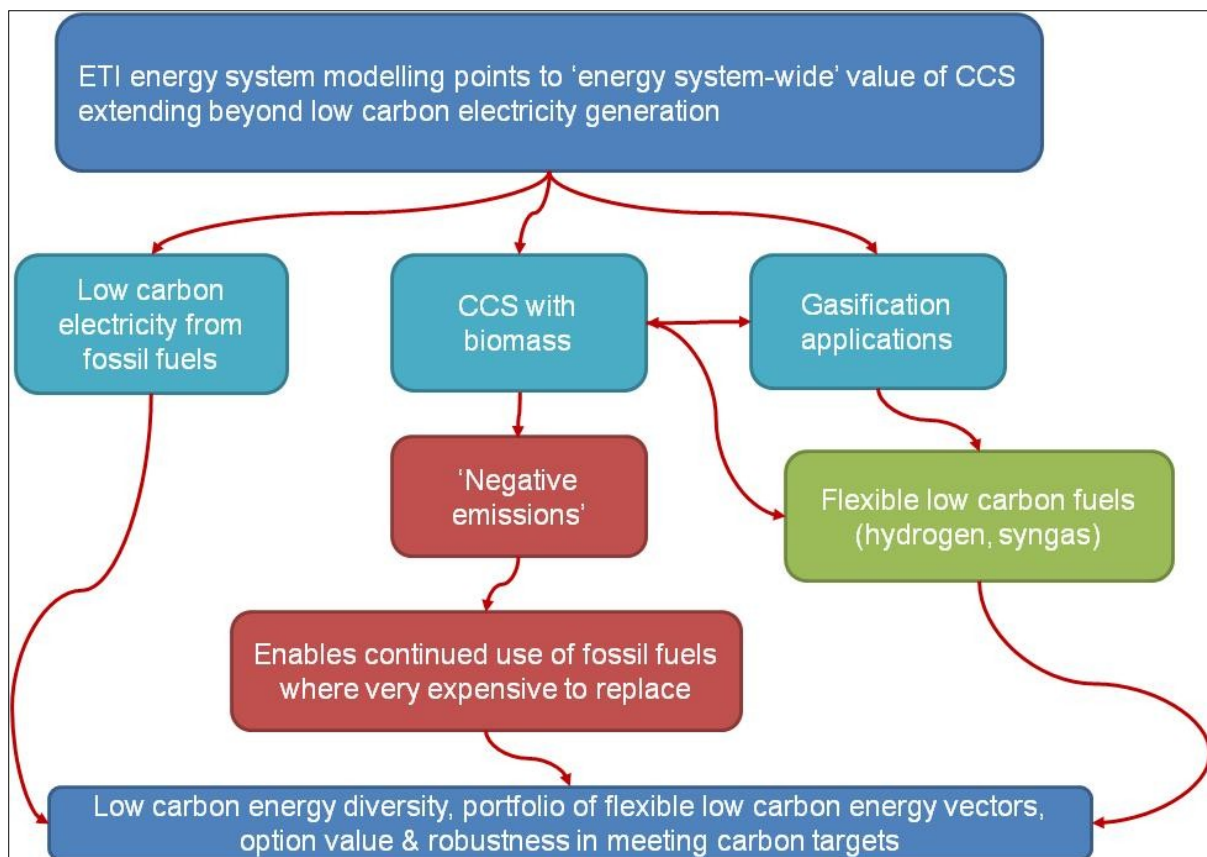 ETI energy system modelling points to ‘energy system-wide’ value of CCS
extending beyond low carbon electricity generation
Low carbon
electricity from
fossil fuels
CCS with
biomass
Gasification
applications
‘Negative
emissions’
Flexible low carbon fuels
(hydrogen, syngas)
Enables continued use of fossil fuels
where very expensive to replace
Low carbon energy diversity, portfolio of flexible low carbon energy vectors,
option value & robustness in meeting carbon targets